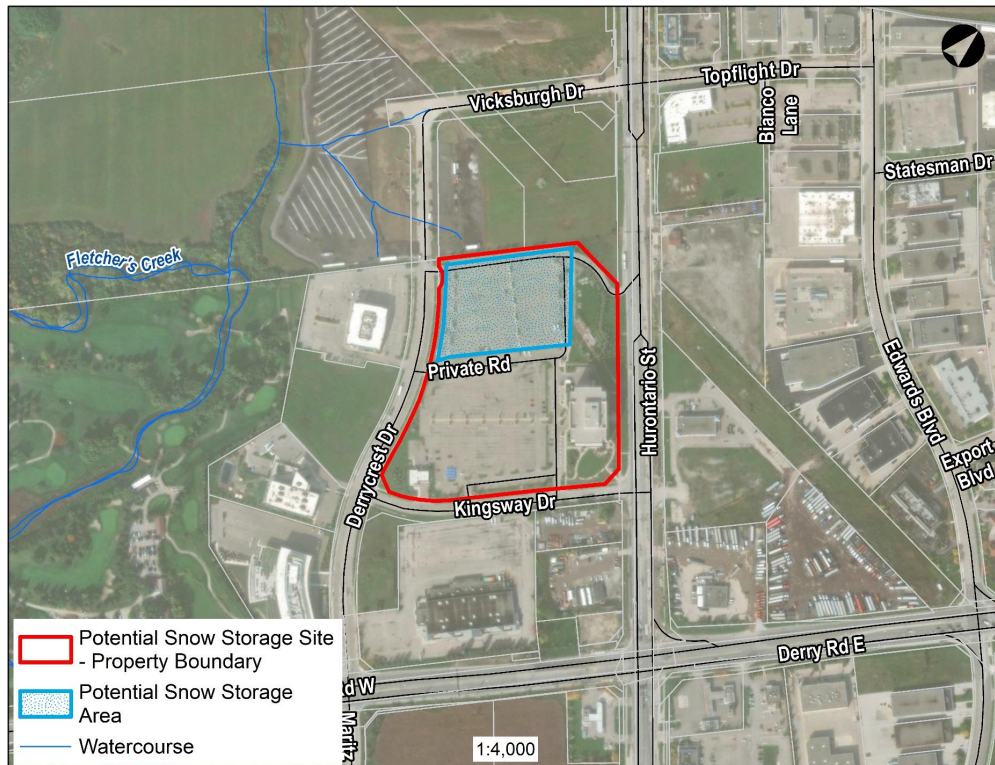 Vicksburgh Dr
Topflight Dr
Bianco
Lane
Statesman Dr
Fletcher's Creek
Private Rd
Hurontario St
Edwards Blvd
Export
Blvd
Derrycrest Dr
Kingsway Dr
Derry Rd E
d W
Maritz
1:4,000
Potential Snow Storage Site
- Property Boundary
Potential Snow Storage
Area
Watercourse